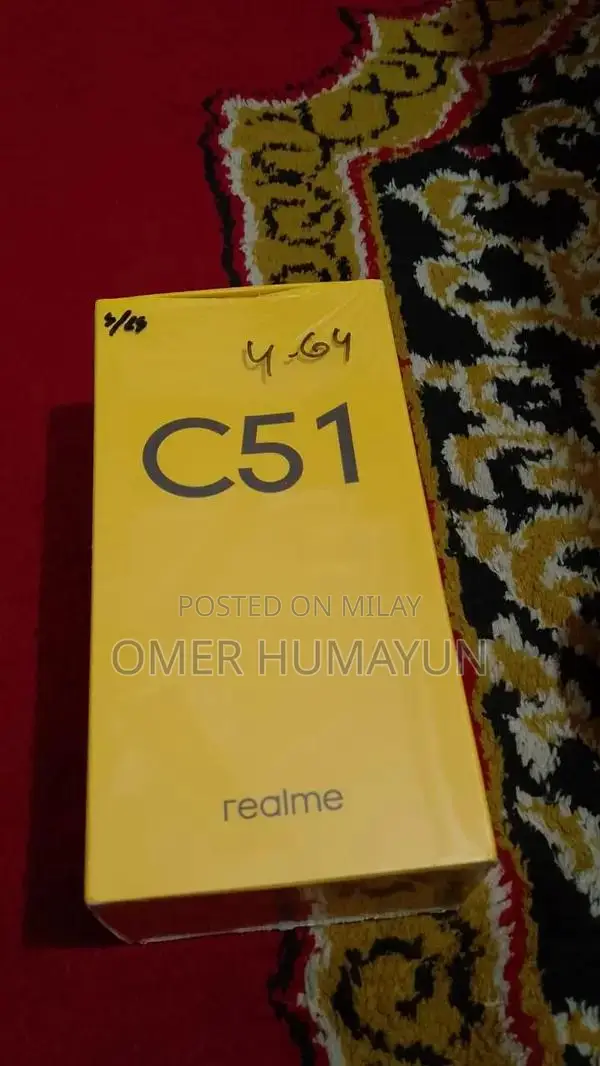 4.64
C51
POSTED ON MILAY
OMER HUMAYUN
realme